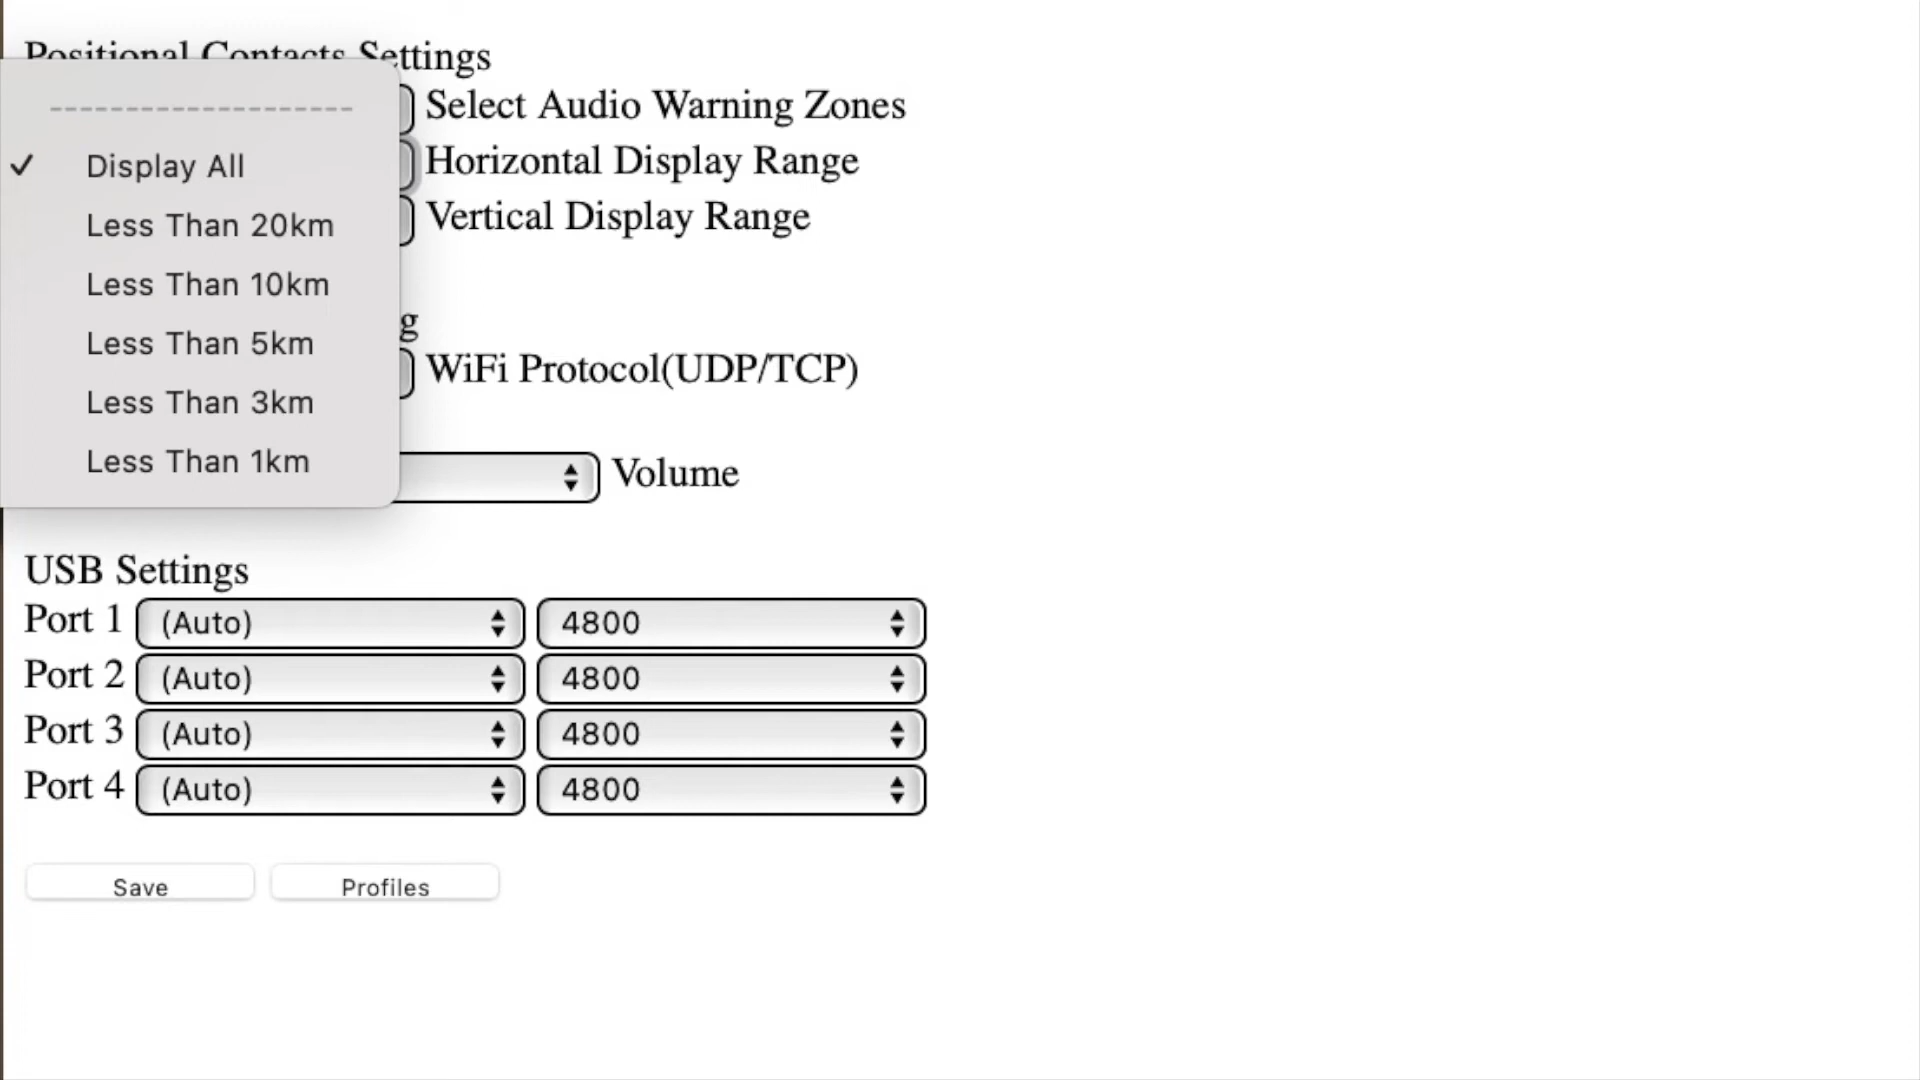 Positional Contacts Settings
---------------------
Select Audio Warning Zones
✓ Display All
Horizontal Display Range
Less Than 20km
Vertical Display Range
Less Than 10km
g
Less Than 5km
WiFi Protocol(UDP/TCP)
Less Than 3km
Less Than 1km
Volume
USB Settings
Port 1 (Auto) 4800
Port 2 (Auto) 4800
Port 3 (Auto) 4800
Port 4 (Auto) 4800
Save Profiles